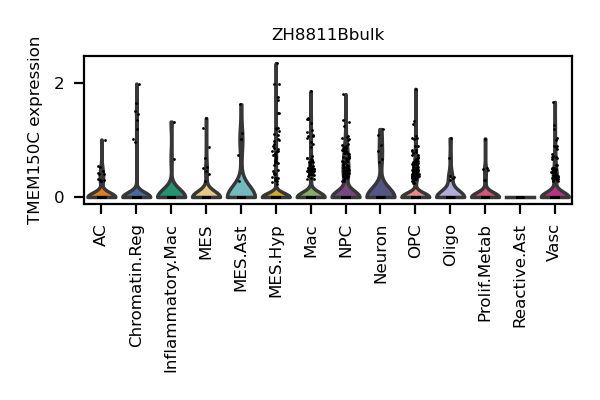 ZH8811Bbulk
TMEM150C expression
2
0
AC
Chromatin.Reg
Inflammatory.Mac
MES
MES.Ast
MES.Hyp
Mac
NPC
Neuron
OPC
Oligo
Prolif.Metab
Reactive.Ast
Vasc